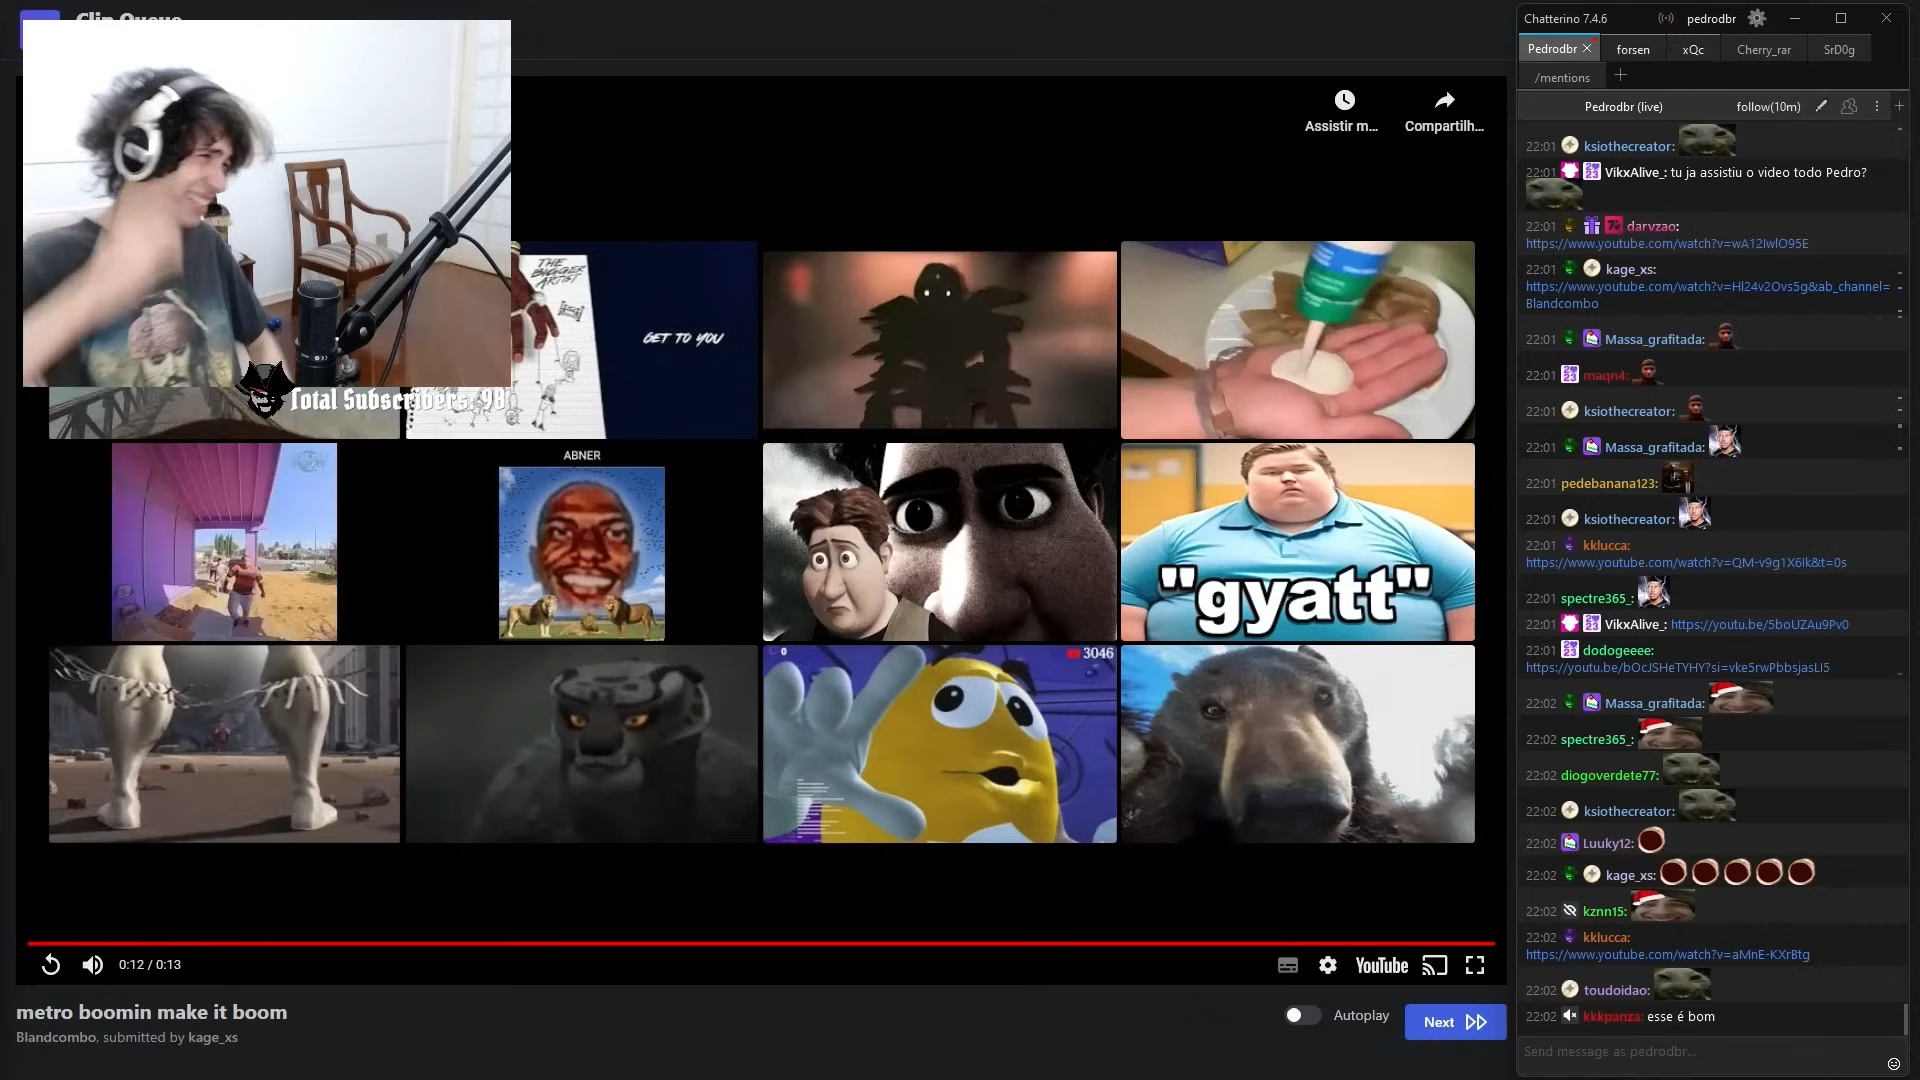 Clip Queue
Assistir m...
Compartilh...
THE
BAGGER
ARTIST
GET TO YOU
Total Subscribers: 98
ABNER
"gyatt"
0
3046
0:12 / 0:13
YouTube
metro boomin make it boom
Blandcombo, submitted by kage_xs
Autoplay
Next
Chatterino 7.4.6
pedrodbr
Pedrodbr
forsen
xQc
Cherry_rar
SrD0g
/mentions
Pedrodbr (live)
follow(10m)
22:01 ksiothecreator:
22:01 VikxAlive_: tu ja assistiu o video todo Pedro?
22:01 darvzao:
https://www.youtube.com/watch?v=wA12IwlO95E
22:01 kage_xs:
https://www.youtube.com/watch?v=Hl24v2Ovs5g&ab_channel=
Blandcombo
22:01 Massa_grafitada:
22:01 maqn4:
22:01 ksiothecreator:
22:01 Massa_grafitada:
22:01 pedebanana123:
22:01 ksiothecreator:
22:01 kklucca:
https://www.youtube.com/watch?v=QM-v9g1X6Ik&t=0s
22:01 spectre365_:
22:01 VikxAlive_: https://youtu.be/5boUZAu9Pv0
22:01 dodogeeee:
https://youtu.be/bOcJSHeTYHY?si=vke5rwPbbsjasLI5
22:02 Massa_grafitada:
22:02 spectre365_:
22:02 diogoverdete77:
22:02 ksiothecreator:
22:02 Luuky12:
22:02 kage_xs:
22:02 kznn15:
22:02 kklucca:
https://www.youtube.com/watch?v=aMnE-KXrBtg
22:02 toudoidao:
22:02 kkkpanza: esse é bom
Send message as pedrodbr...